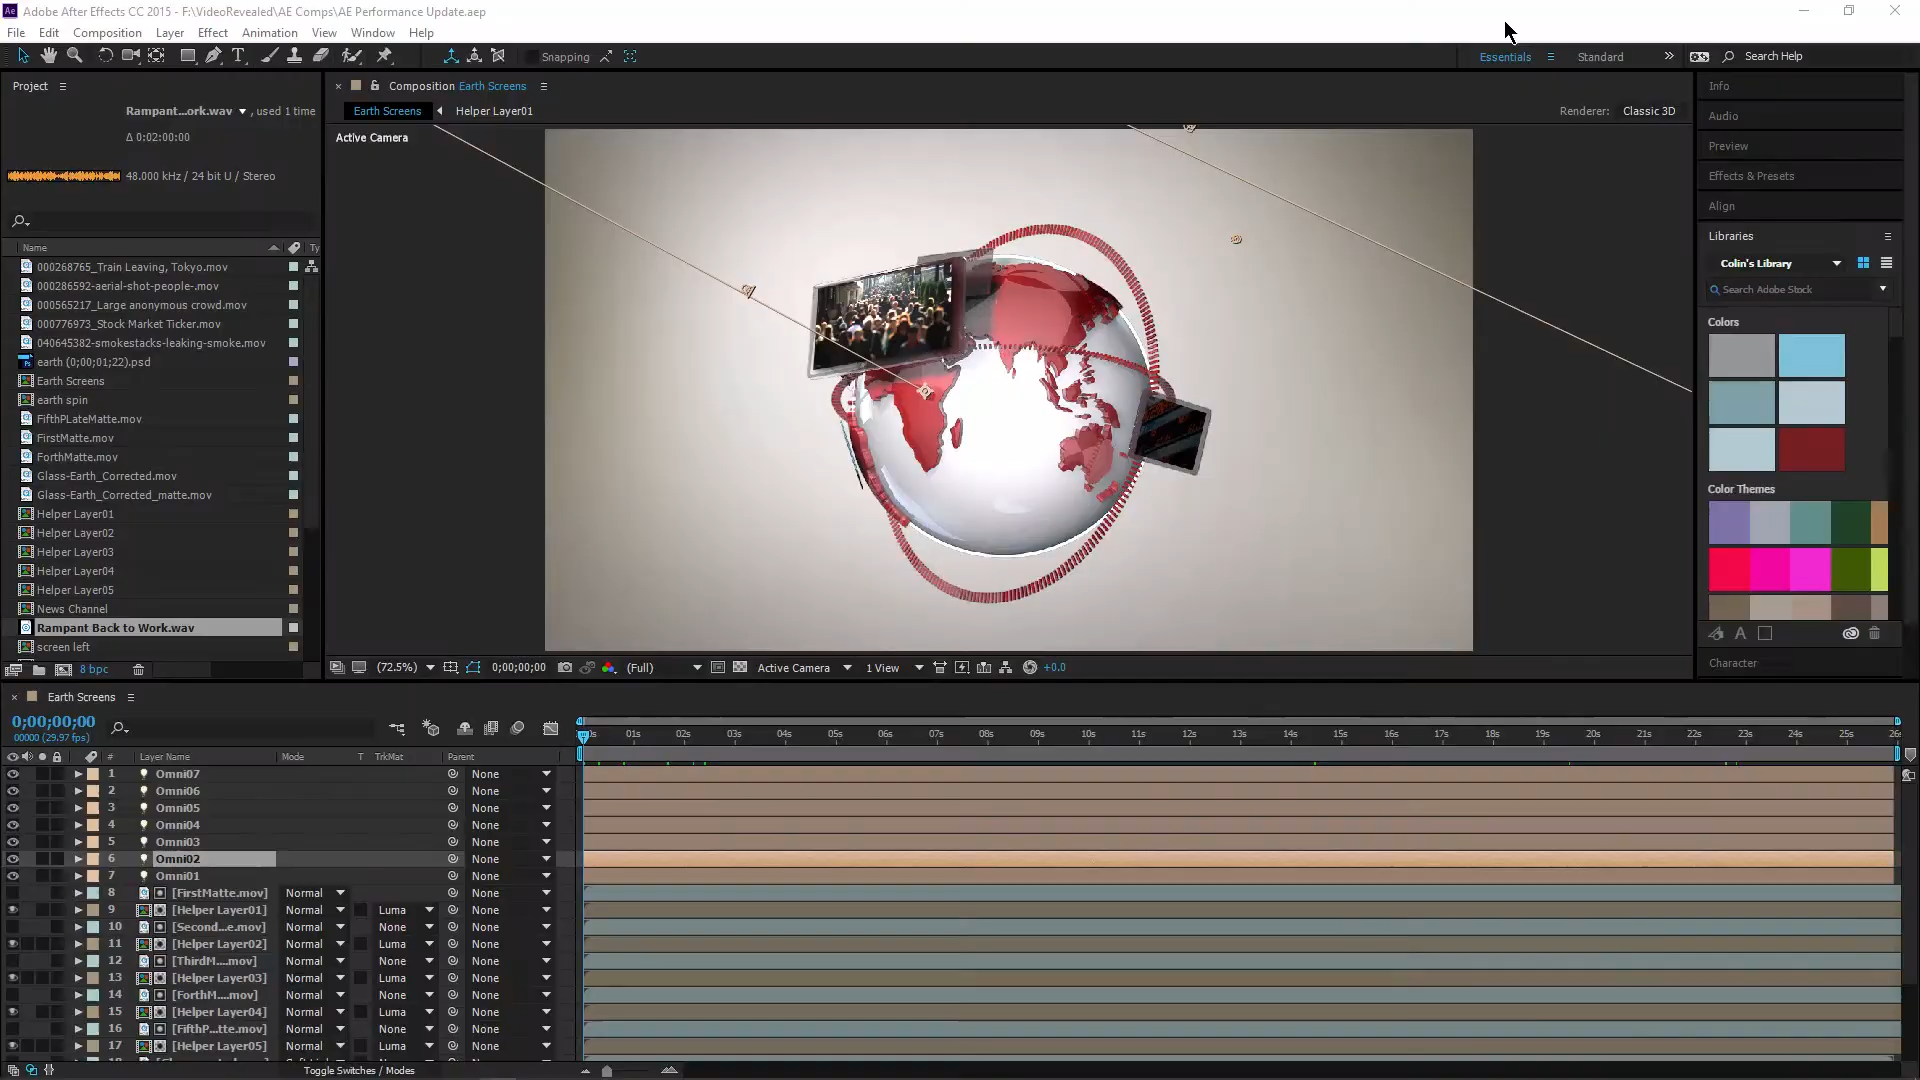 Adobe After Effects CC 2015 - F:\VideoRevealed\AE Comps\AE Performance Update.aep
File Edit Composition Layer Effect Animation View Window Help
Snapping
Essentials Standard Search Help
Project
Rampant...ork.wav , used 1 time
Δ 0:02:00:00
48.000 kHz / 24 bit U / Stereo
Name Ty
000268765_Train Leaving, Tokyo.mov
000286592-aerial-shot-people-.mov
000565217_Large anonymous crowd.mov
000776973_Stock Market Ticker.mov
040645382-smokestacks-leaking-smoke.mov
earth (0;00;01;22).psd
Earth Screens
earth spin
FifthPLateMatte.mov
FirstMatte.mov
ForthMatte.mov
Glass-Earth_Corrected.mov
Glass-Earth_Corrected_matte.mov
Helper Layer01
Helper Layer02
Helper Layer03
Helper Layer04
Helper Layer05
News Channel
Rampant Back to Work.wav
screen left
8 bpc
Composition Earth Screens
Earth Screens Helper Layer01
Renderer: Classic 3D
Active Camera
(72.5%) 0;00;00;00 (Full) Active Camera 1 View +0.0
Info
Audio
Preview
Effects & Presets
Align
Libraries
Colin's Library
Search Adobe Stock
Colors
Color Themes
Character
Earth Screens
0;00;00;00
00000 (29.97 fps)
01s 02s 03s 04s 05s 06s 07s 08s 09s 10s 11s 12s 13s 14s 15s 16s 17s 18s 19s 20s 21s 22s 23s 24s 25s 26s
# Layer Name Mode T TrkMat Parent
1 Omni07 None
2 Omni06 None
3 Omni05 None
4 Omni04 None
5 Omni03 None
6 Omni02 None
7 Omni01 None
8 [FirstMatte.mov] Normal None
9 [Helper Layer01] Normal Luma None
10 [Second...e.mov] Normal None None
11 [Helper Layer02] Normal Luma None
12 [ThirdM....mov] Normal None None
13 [Helper Layer03] Normal Luma None
14 [ForthM....mov] Normal None None
15 [Helper Layer04] Normal Luma None
16 [FifthP...tte.mov] Normal None None
17 [Helper Layer05] Normal Luma None
Toggle Switches / Modes